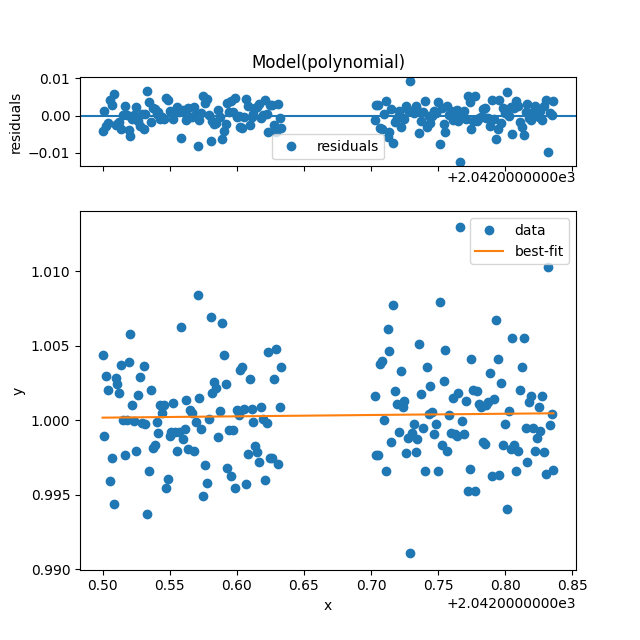 Model(polynomial)
0.01
0.00
−0.01
residuals
residuals
+2.0420000000e3
1.010
1.005
1.000
0.995
0.990
y
data
best-fit
0.50 0.55 0.60 0.65 0.70 0.75 0.80 0.85
x
+2.0420000000e3